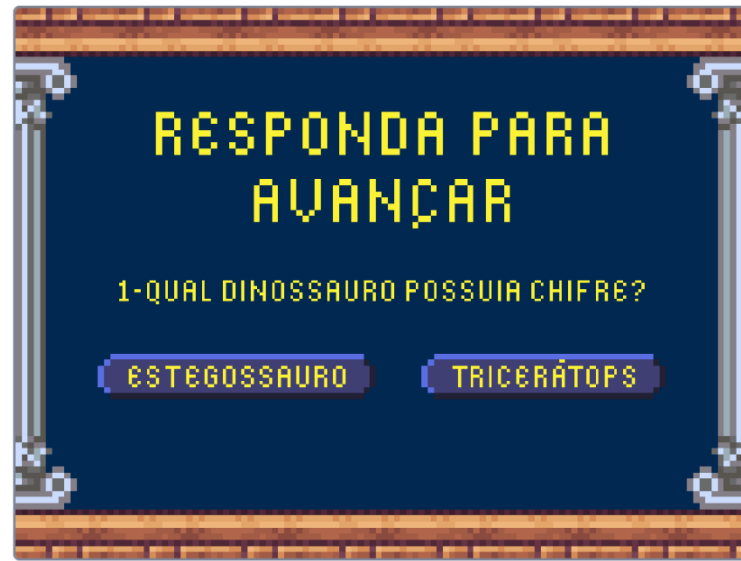 RESPONDA PARA
AVANÇAR
1-QUAL DINOSSAURO POSSUIA CHIFRE?
ESTEGOSSAURO
TRICERÁTOPS